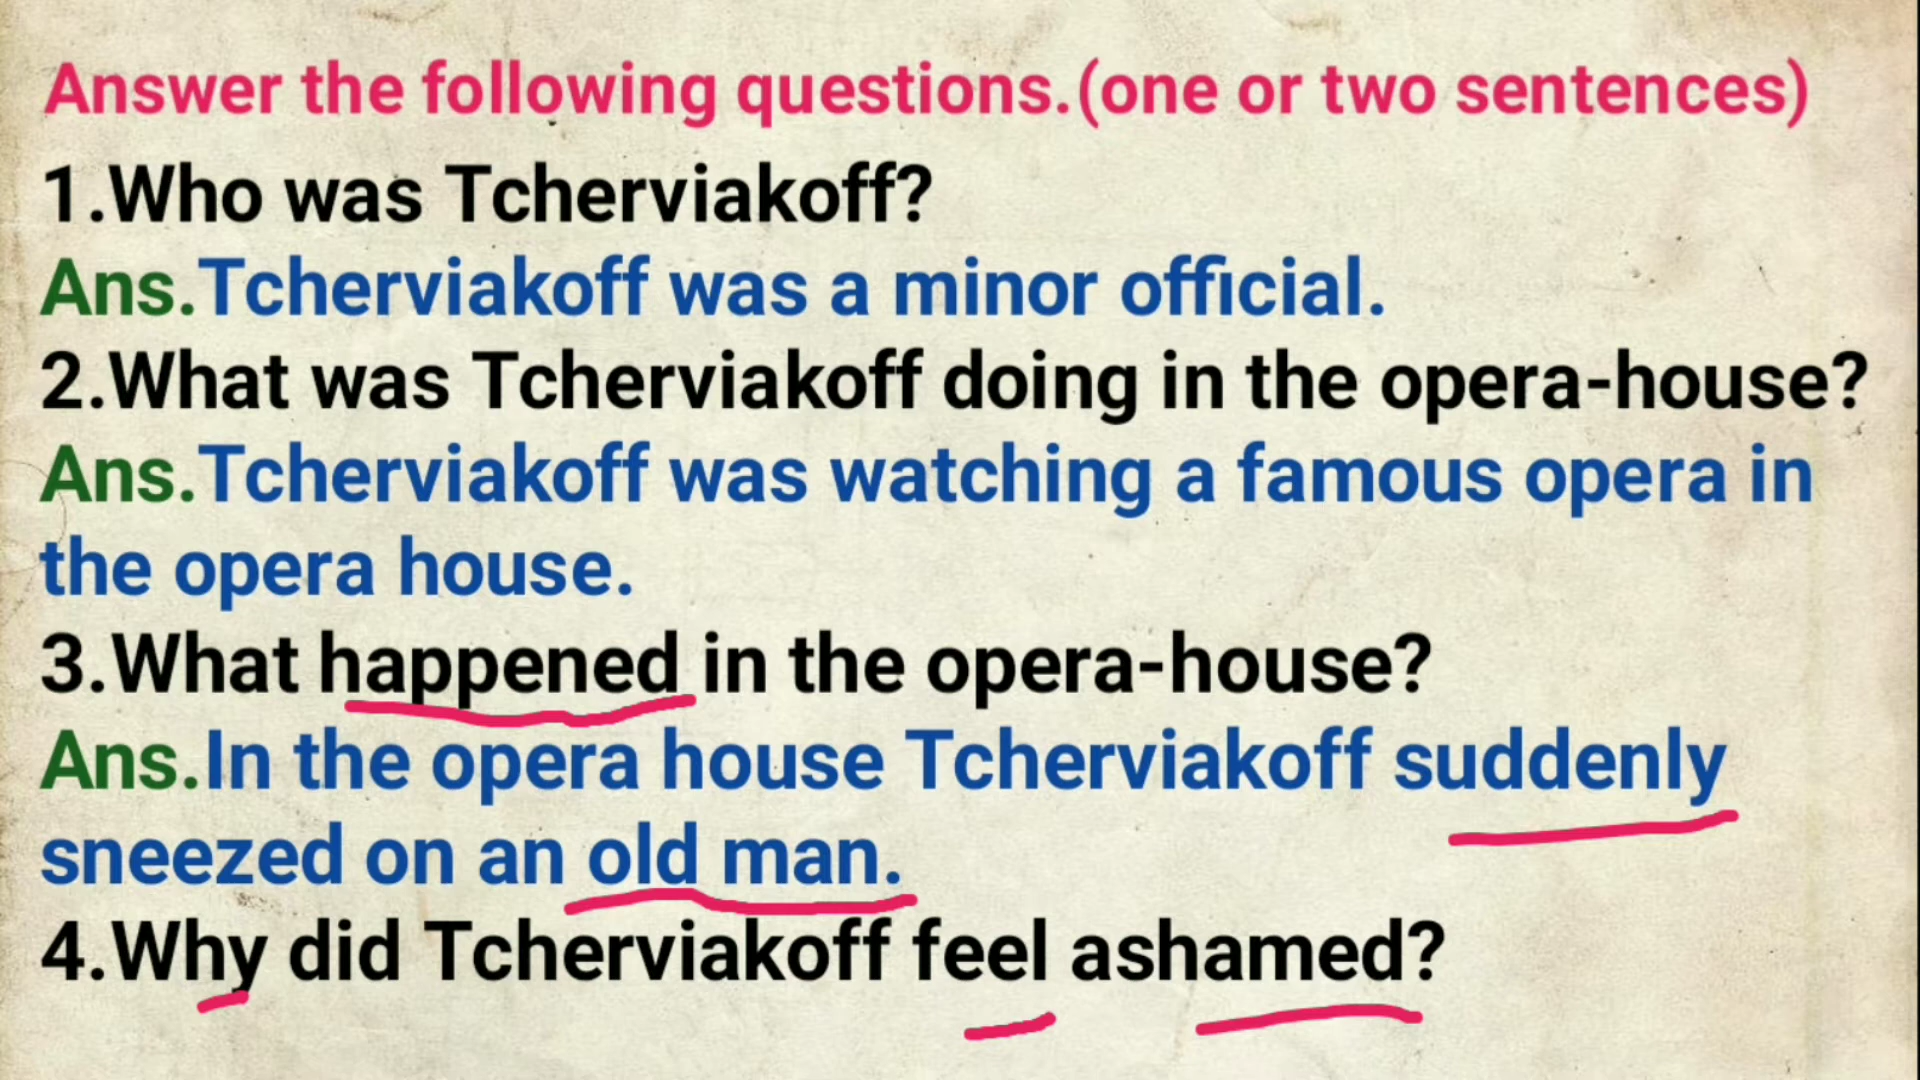 Answer the following questions.(one or two sentences)
1.Who was Tcherviakoff?
Ans.Tcherviakoff was a minor official.
2.What was Tcherviakoff doing in the opera-house?
Ans.Tcherviakoff was watching a famous opera in
the opera house.
3.What happened in the opera-house?
Ans.In the opera house Tcherviakoff suddenly
sneezed on an old man.
4.Why did Tcherviakoff feel ashamed?